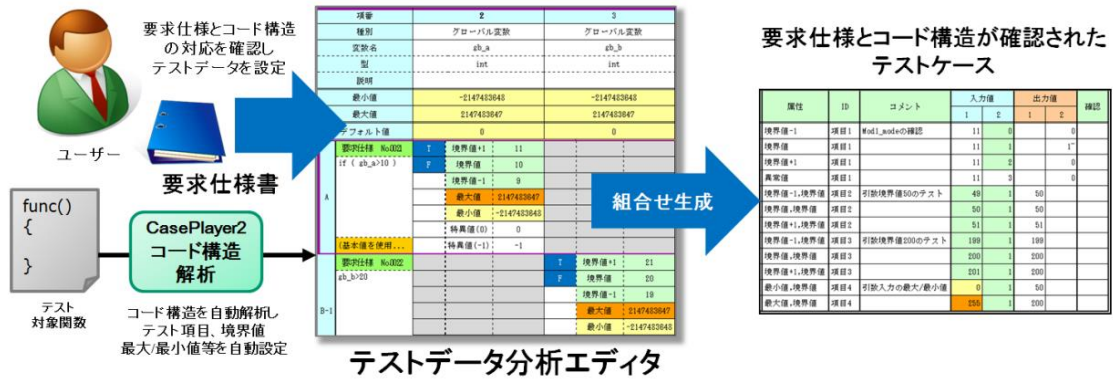 要求仕様とコード構造
の対応を確認し
テストデータを設定
ユーザー
要求仕様書
func()
{
}
テスト
対象関数
CasePlayer2
コード構造
解析
コード構造を自動解析し
テスト項目、境界値
最大/最小値等を自動設定
項番 2 3
種別 グローバル変数 グローバル変数
変数名 gb_a gb_b
型 int int
説明
最小値 -2147483648 -2147483648
最大値 2147483647 2147483647
デフォルト値 0 0
要求仕様 No.002 T 境界値+1 11
if ( gb_a>10 ) F 境界値 10
境界値-1 9
A 最大値 2147483647
最小値 -2147483648
特異値(0) 0
(基本値を使用... 特異値(-1) -1
要求仕様 No.002 T 境界値+1 21
gb_b>20 F 境界値 20
境界値-1 19
B-1 最大値 2147483647
最小値 -2147483648
テストデータ分析エディタ
組合せ生成
要求仕様とコード構造が確認された
テストケース
属性 ID コメント 入力値 出力値 確認
1 2 1 2
境界値-1 項目1 Mod1_modeの確認 11 0 0
境界値 項目1 11 1 1~
境界値+1 項目1 11 2 0
異常値 項目1 11 3 0
境界値-1,境界値 項目2 引数境界値50のテスト 49 1 50
境界値,境界値 項目2 50 1 50
境界値+1,境界値 項目2 51 1 51
境界値-1,境界値 項目3 引数境界値200のテスト 199 1 199
境界値,境界値 項目3 200 1 200
境界値+1,境界値 項目3 201 1 200
最小値,境界値 項目4 引数入力の最大/最小値 0 1 50
最大値,境界値 項目4 255 1 200